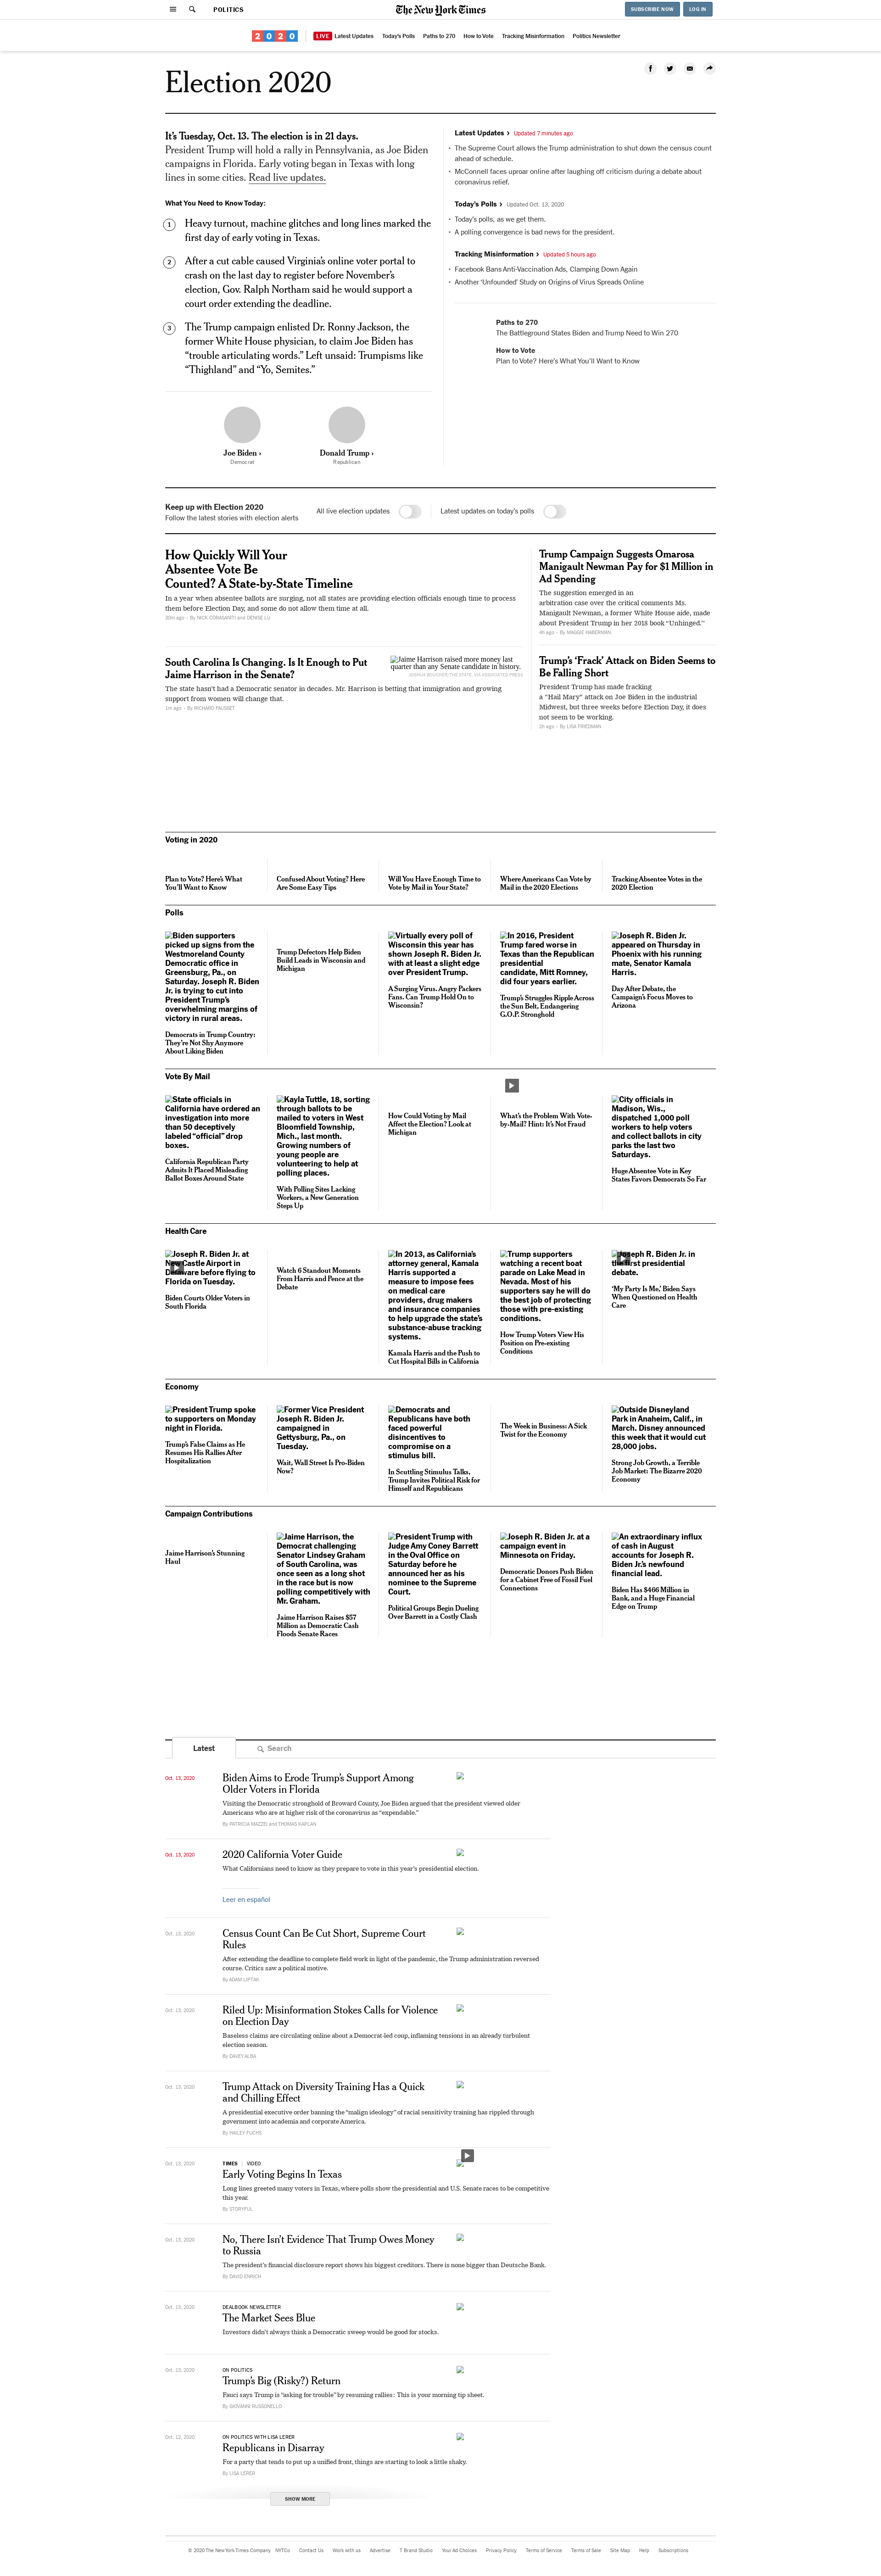 POLITICS
The New York Times
SUBSCRIBE NOW
LOG IN
2020
LIVE Latest Updates
Today's Polls
Paths to 270
How to Vote
Tracking Misinformation
Politics Newsletter
Election 2020
It's Tuesday, Oct. 13. The election is in 21 days.
President Trump will hold a rally in Pennsylvania, as Joe Biden
campaigns in Florida. Early voting began in Texas with long
lines in some cities. Read live updates.
What You Need to Know Today:
1 Heavy turnout, machine glitches and long lines marked the
first day of early voting in Texas.
2 After a cut cable caused Virginia's online voter portal to
crash on the last day to register before November's
election, Gov. Ralph Northam said he would support a
court order extending the deadline.
3 The Trump campaign enlisted Dr. Ronny Jackson, the
former White House physician, to claim Joe Biden has
“trouble articulating words.” Left unsaid: Trumpisms like
“Thighland” and “Yo, Semites.”
Joe Biden ›
Democrat
Donald Trump ›
Republican
Latest Updates › Updated 7 minutes ago
• The Supreme Court allows the Trump administration to shut down the census count
ahead of schedule.
• McConnell faces uproar online after laughing off criticism during a debate about
coronavirus relief.
Today's Polls › Updated Oct. 13, 2020
• Today's polls, as we get them.
• A polling convergence is bad news for the president.
Tracking Misinformation › Updated 5 hours ago
• Facebook Bans Anti-Vaccination Ads, Clamping Down Again
• Another ‘Unfounded’ Study on Origins of Virus Spreads Online
Paths to 270
The Battleground States Biden and Trump Need to Win 270
How to Vote
Plan to Vote? Here's What You'll Want to Know
Keep up with Election 2020
Follow the latest stories with election alerts
All live election updates
Latest updates on today's polls
How Quickly Will Your
Absentee Vote Be
Counted? A State-by-State Timeline
In a year when absentee ballots are surging, not all states are providing election officials enough time to process
them before Election Day, and some do not allow them that time at all.
30m ago · By NICK CORASANITI and DENISE LU
South Carolina Is Changing. Is It Enough to Put
Jaime Harrison in the Senate?
Jaime Harrison raised more money last
quarter than any Senate candidate in history.
JOSHUA BOUCHER/THE STATE, VIA ASSOCIATED PRESS
The state hasn't had a Democratic senator in decades. Mr. Harrison is betting that immigration and growing
support from women will change that.
1m ago · By RICHARD FAUSSET
Trump Campaign Suggests Omarosa
Manigault Newman Pay for $1 Million in
Ad Spending
The suggestion emerged in an
arbitration case over the critical comments Ms.
Manigault Newman, a former White House aide, made
about President Trump in her 2018 book “Unhinged.”
4h ago · By MAGGIE HABERMAN
Trump's ‘Frack’ Attack on Biden Seems to
Be Falling Short
President Trump has made fracking
a "Hail Mary" attack on Joe Biden in the industrial
Midwest, but three weeks before Election Day, it does
not seem to be working.
2h ago · By LISA FRIEDMAN
Voting in 2020
Plan to Vote? Here's What
You'll Want to Know
Confused About Voting? Here
Are Some Easy Tips
Will You Have Enough Time to
Vote by Mail in Your State?
Where Americans Can Vote by
Mail in the 2020 Elections
Tracking Absentee Votes in the
2020 Election
Polls
Biden supporters
picked up signs from the
Westmoreland County
Democratic office in
Greensburg, Pa., on
Saturday. Joseph R. Biden
Jr. is trying to cut into
President Trump's
overwhelming margins of
victory in rural areas.
Democrats in Trump Country:
They're Not Shy Anymore
About Liking Biden
Trump Defectors Help Biden
Build Leads in Wisconsin and
Michigan
Virtually every poll of
Wisconsin this year has
shown Joseph R. Biden Jr.
with at least a slight edge
over President Trump.
A Surging Virus. Angry Packers
Fans. Can Trump Hold On to
Wisconsin?
In 2016, President
Trump fared worse in
Texas than the Republican
presidential
candidate, Mitt Romney,
did four years earlier.
Trump's Struggles Ripple Across
the Sun Belt, Endangering
G.O.P. Stronghold
Joseph R. Biden Jr.
appeared on Thursday in
Phoenix with his running
mate, Senator Kamala
Harris.
Day After Debate, the
Campaign's Focus Moves to
Arizona
Vote By Mail
State officials in
California have ordered an
investigation into more
than 50 deceptively
labeled “official” drop
boxes.
California Republican Party
Admits It Placed Misleading
Ballot Boxes Around State
Kayla Tuttle, 18, sorting
through ballots to be
mailed to voters in West
Bloomfield Township,
Mich., last month.
Growing numbers of
young people are
volunteering to help at
polling places.
With Polling Sites Lacking
Workers, a New Generation
Steps Up
How Could Voting by Mail
Affect the Election? Look at
Michigan
What's the Problem With Vote-
by-Mail? Hint: It's Not Fraud
City officials in
Madison, Wis.,
dispatched 1,000 poll
workers to help voters
and collect ballots in city
parks the last two
Saturdays.
Huge Absentee Vote in Key
States Favors Democrats So Far
Health Care
Joseph R. Biden Jr. at
New Castle Airport in
Delaware before flying to
Florida on Tuesday.
Biden Courts Older Voters in
South Florida
Watch 6 Standout Moments
From Harris and Pence at the
Debate
In 2013, as California's
attorney general, Kamala
Harris supported a
measure to impose fees
on medical care
providers, drug makers
and insurance companies
to help upgrade the state's
substance-abuse tracking
systems.
Kamala Harris and the Push to
Cut Hospital Bills in California
Trump supporters
watching a recent boat
parade on Lake Mead in
Nevada. Most of his
supporters say he will do
the best job of protecting
those with pre-existing
conditions.
How Trump Voters View His
Position on Pre-existing
Conditions
Joseph R. Biden Jr. in
the first presidential
debate.
‘My Party Is Me,’ Biden Says
When Questioned on Health
Care
Economy
President Trump spoke
to supporters on Monday
night in Florida.
Trump's False Claims as He
Resumes His Rallies After
Hospitalization
Former Vice President
Joseph R. Biden Jr.
campaigned in
Gettysburg, Pa., on
Tuesday.
Wait, Wall Street Is Pro-Biden
Now?
Democrats and
Republicans have both
faced powerful
disincentives to
compromise on a
stimulus bill.
In Scuttling Stimulus Talks,
Trump Invites Political Risk for
Himself and Republicans
The Week in Business: A Sick
Twist for the Economy
Outside Disneyland
Park in Anaheim, Calif., in
March. Disney announced
this week that it would cut
28,000 jobs.
Strong Job Growth, a Terrible
Job Market: The Bizarre 2020
Economy
Campaign Contributions
Jaime Harrison's Stunning
Haul
Jaime Harrison, the
Democrat challenging
Senator Lindsey Graham
of South Carolina, was
once seen as a long shot
in the race but is now
polling competitively with
Mr. Graham.
Jaime Harrison Raises $57
Million as Democratic Cash
Floods Senate Races
President Trump with
Judge Amy Coney Barrett
in the Oval Office on
Saturday before he
announced her as his
nominee to the Supreme
Court.
Political Groups Begin Dueling
Over Barrett in a Costly Clash
Joseph R. Biden Jr. at a
campaign event in
Minnesota on Friday.
Democratic Donors Push Biden
for a Cabinet Free of Fossil Fuel
Connections
An extraordinary influx
of cash in August
accounts for Joseph R.
Biden Jr.'s newfound
financial lead.
Biden Has $466 Million in
Bank, and a Huge Financial
Edge on Trump
Latest
Search
Oct. 13, 2020
Biden Aims to Erode Trump's Support Among
Older Voters in Florida
Visiting the Democratic stronghold of Broward County, Joe Biden argued that the president viewed older
Americans who are at higher risk of the coronavirus as “expendable.”
By PATRICIA MAZZEI and THOMAS KAPLAN
Oct. 13, 2020
2020 California Voter Guide
What Californians need to know as they prepare to vote in this year's presidential election.
Leer en español
Oct. 13, 2020
Census Count Can Be Cut Short, Supreme Court
Rules
After extending the deadline to complete field work in light of the pandemic, the Trump administration reversed
course. Critics saw a political motive.
By ADAM LIPTAK
Oct. 13, 2020
Riled Up: Misinformation Stokes Calls for Violence
on Election Day
Baseless claims are circulating online about a Democrat-led coup, inflaming tensions in an already turbulent
election season.
By DAVEY ALBA
Oct. 13, 2020
Trump Attack on Diversity Training Has a Quick
and Chilling Effect
A presidential executive order banning the “malign ideology” of racial sensitivity training has rippled through
government into academia and corporate America.
By HAILEY FUCHS
Oct. 13, 2020
TIMES | VIDEO
Early Voting Begins In Texas
Long lines greeted many voters in Texas, where polls show the presidential and U.S. Senate races to be competitive
this year.
By STORYFUL
Oct. 13, 2020
No, There Isn't Evidence That Trump Owes Money
to Russia
The president's financial disclosure report shows his biggest creditors. There is none bigger than Deutsche Bank.
By DAVID ENRICH
Oct. 13, 2020
DEALBOOK NEWSLETTER
The Market Sees Blue
Investors didn't always think a Democratic sweep would be good for stocks.
Oct. 13, 2020
ON POLITICS
Trump's Big (Risky?) Return
Fauci says Trump is “asking for trouble” by resuming rallies: This is your morning tip sheet.
By GIOVANNI RUSSONELLO
Oct. 12, 2020
ON POLITICS WITH LISA LERER
Republicans in Disarray
For a party that tends to put up a unified front, things are starting to look a little shaky.
By LISA LERER
SHOW MORE
© 2020 The New York Times Company
NYTCo
Contact Us
Work with us
Advertise
T Brand Studio
Your Ad Choices
Privacy Policy
Terms of Service
Terms of Sale
Site Map
Help
Subscriptions